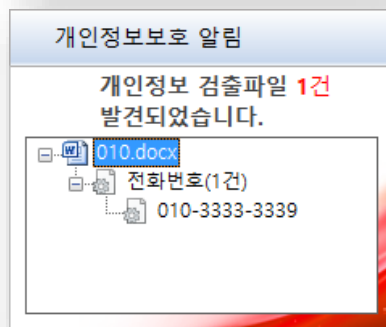 개인정보보호 알림
개인정보 검출파일 1건
발견되었습니다.
010.docx
전화번호(1건)
010-3333-3339